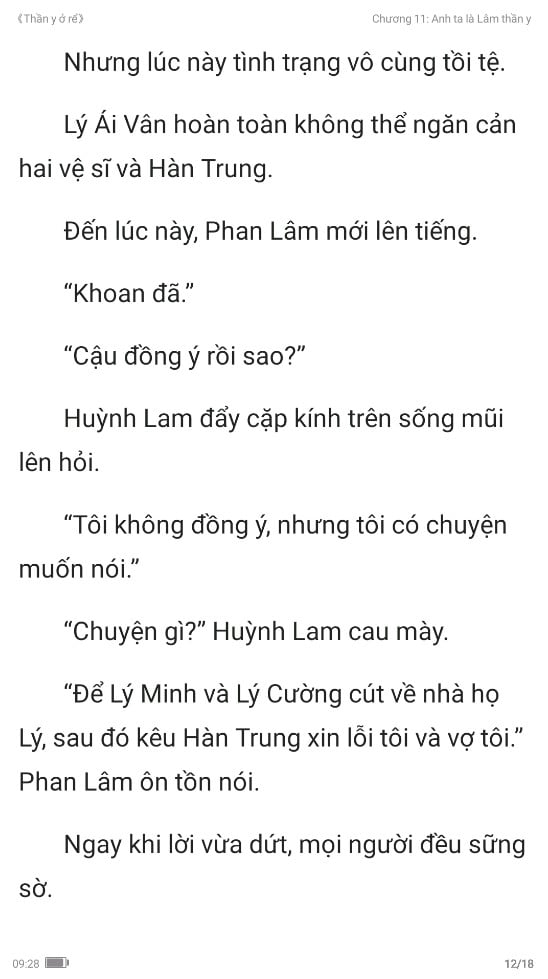 《Thần y ở rể》 Chương 11: Anh ta là Lâm thần y
Nhưng lúc này tình trạng vô cùng tồi tệ.
Lý Ái Vân hoàn toàn không thể ngăn cản
hai vệ sĩ và Hàn Trung.
Đến lúc này, Phan Lâm mới lên tiếng.
“Khoan đã.”
“Cậu đồng ý rồi sao?”
Huỳnh Lam đẩy cặp kính trên sống mũi
lên hỏi.
“Tôi không đồng ý, nhưng tôi có chuyện
muốn nói.”
“Chuyện gì?” Huỳnh Lam cau mày.
“Để Lý Minh và Lý Cường cút về nhà họ
Lý, sau đó kêu Hàn Trung xin lỗi tôi và vợ tôi.”
Phan Lâm ôn tồn nói.
Ngay khi lời vừa dứt, mọi người đều sững
sờ.
09:28 12/18